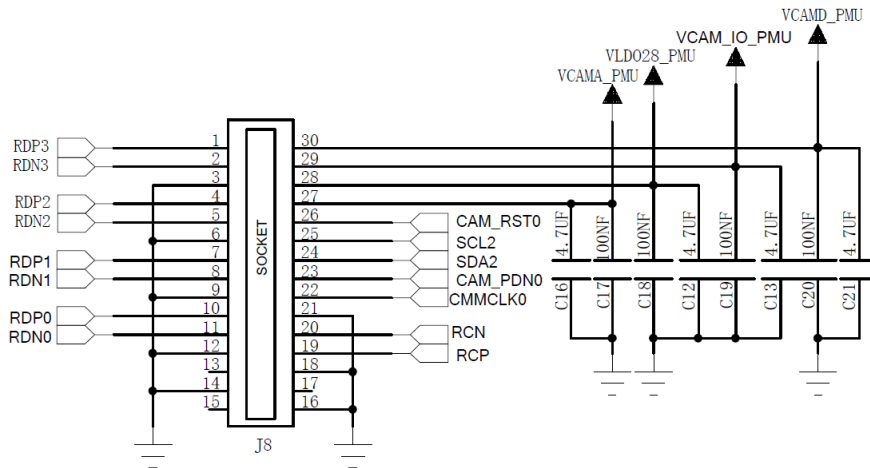 VCAMD_PMU
VCAM_IO_PMU
VLDO28_PMU
VCAMA_PMU
RDP3 1 30
RDN3 2 29
3 28
RDP2 4 27
RDN2 5 26 CAM_RST0
6 25 SCL2
RDP1 7 24 SDA2
RDN1 8 23 CAM_PDN0
9 22 CMMCLK0
RDP0 10 21
RDN0 11 20 RCN
12 19 RCP
13 18
14 17
15 16
SOCKET
J8
4.7UF 100NF 100NF 4.7UF 100NF 4.7UF 100NF 4.7UF
C16 C17 C18 C12 C19 C13 C20 C21